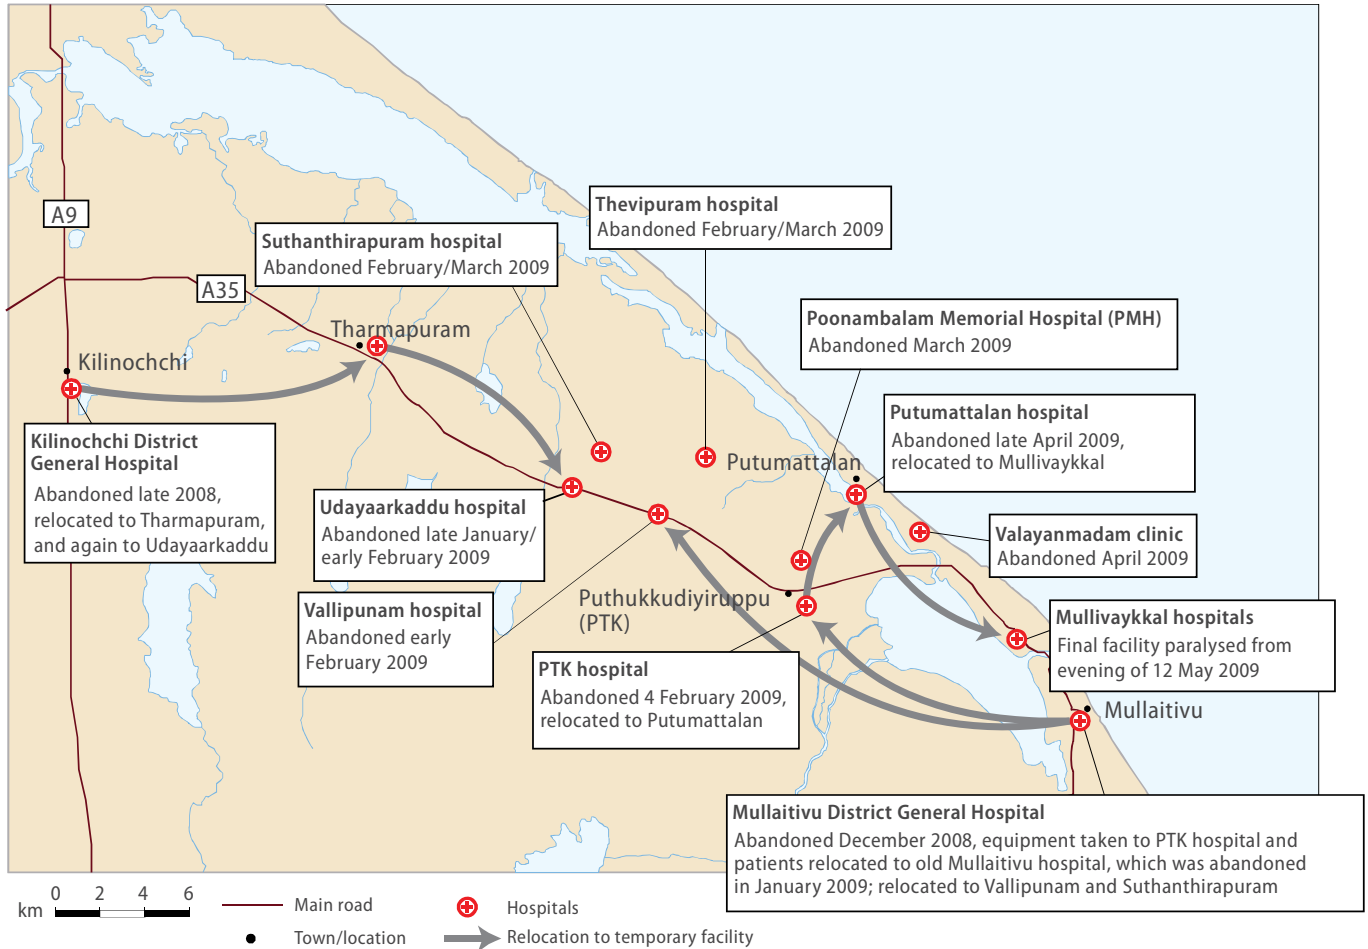 Thevipuram hospital
Abandoned February/March 2009
A9
Suthanthirapuram hospital
Abandoned February/March 2009
A35
Poonambalam Memorial Hospital (PMH)
Abandoned March 2009
Tharmapuram
Kilinochchi
Putumattalan hospital
Abandoned late April 2009,
relocated to Mullivaykkal
Kilinochchi District
General Hospital
Abandoned late 2008,
relocated to Tharmapuram,
and again to Udayaarkaddu
Putumattalan
Udayaarkaddu hospital
Abandoned late January/
early February 2009
Valayanmadam clinic
Abandoned April 2009
Vallipunam hospital
Abandoned early
February 2009
Puthukkudiyiruppu
(PTK)
Mullivaykkal hospitals
Final facility paralysed from
evening of 12 May 2009
PTK hospital
Abandoned 4 February 2009,
relocated to Putumattalan
Mullaitivu
Mullaitivu District General Hospital
Abandoned December 2008, equipment taken to PTK hospital and
patients relocated to old Mullaitivu hospital, which was abandoned
in January 2009; relocated to Vallipunam and Suthanthirapuram
0 2 4 6
km
Main road
Hospitals
Town/location
Relocation to temporary facility